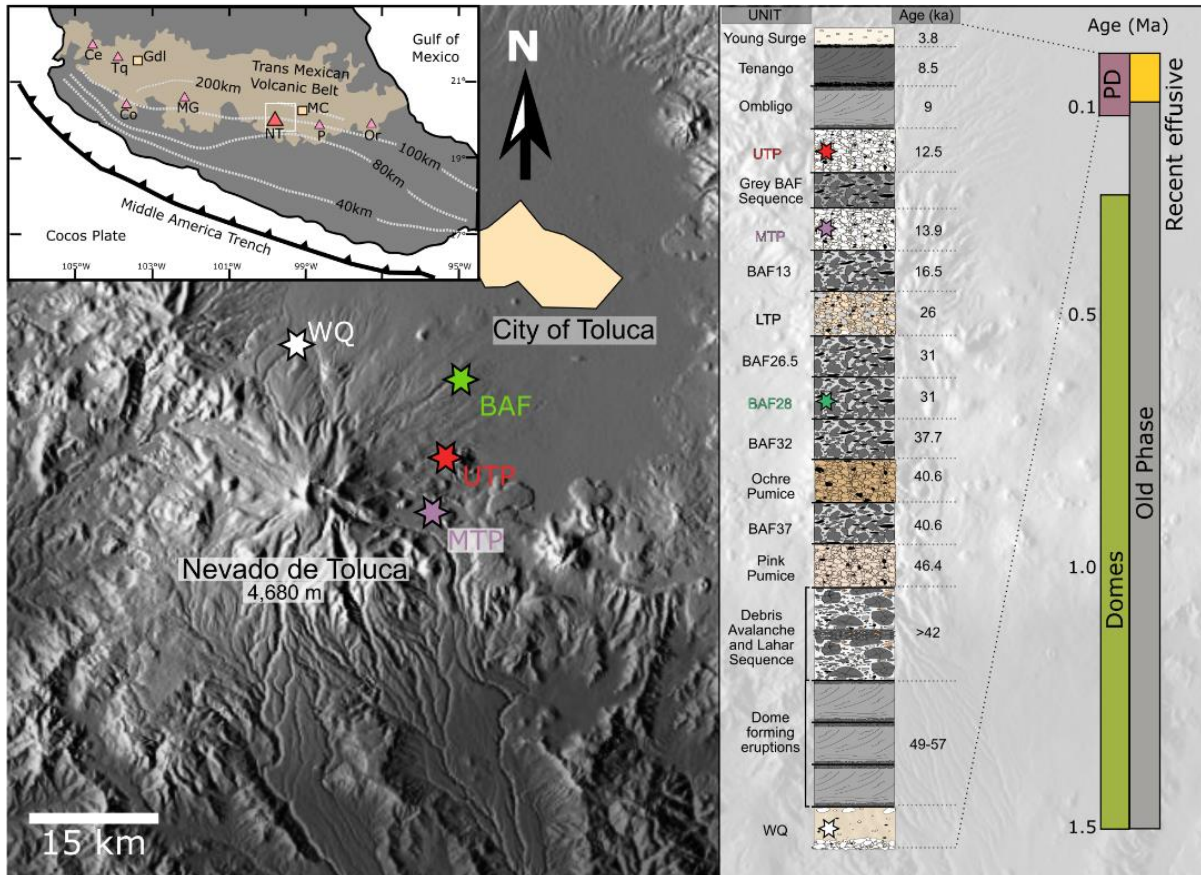 Gulf of
Mexico
Ce
Tq
Gdl
Trans Mexican
Volcanic Belt
21°
200km
Co
MG
MC
NT
P
Or
100km
19°
80km
40km
Middle America Trench
Cocos Plate
17°
105°W
103°W
99°W
95°W
N
City of Toluca
WQ
BAF
UTP
MTP
Nevado de Toluca
4,680 m
15 km
UNIT
Age (ka)
Young Surge
3.8
Tenango
8.5
Ombligo
9
UTP
12.5
Grey BAF
Sequence
MTP
13.9
BAF13
16.5
LTP
26
BAF26.5
31
BAF28
31
BAF32
37.7
Ochre
Pumice
40.6
BAF37
40.6
Pink
Pumice
46.4
Debris
Avalanche
and Lahar
Sequence
>42
Dome
forming
eruptions
49-57
WQ
Age (Ma)
0.1
0.5
1.0
1.5
PD
Domes
Old Phase
Recent effusive